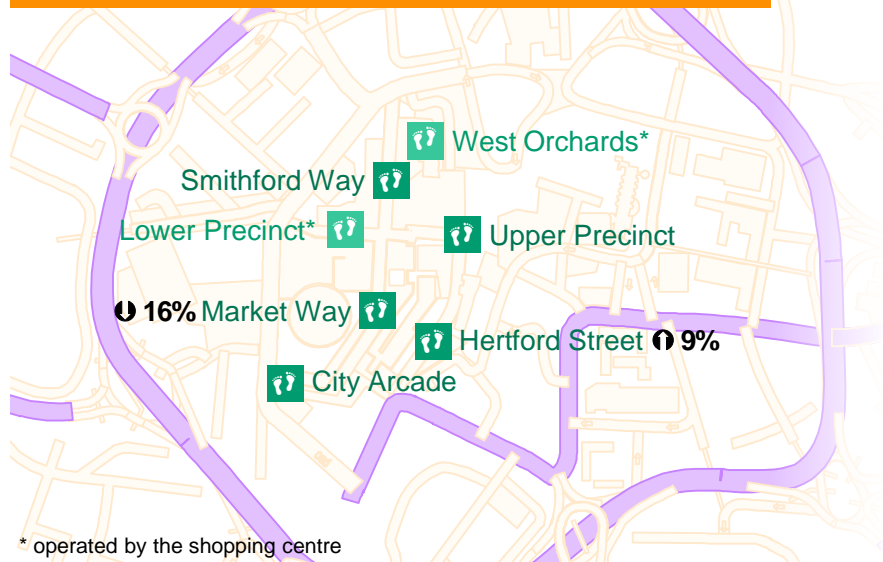 West Orchards*
Smithford Way
Lower Precinct*
Upper Precinct
16% Market Way
Hertford Street 9%
City Arcade
* operated by the shopping centre